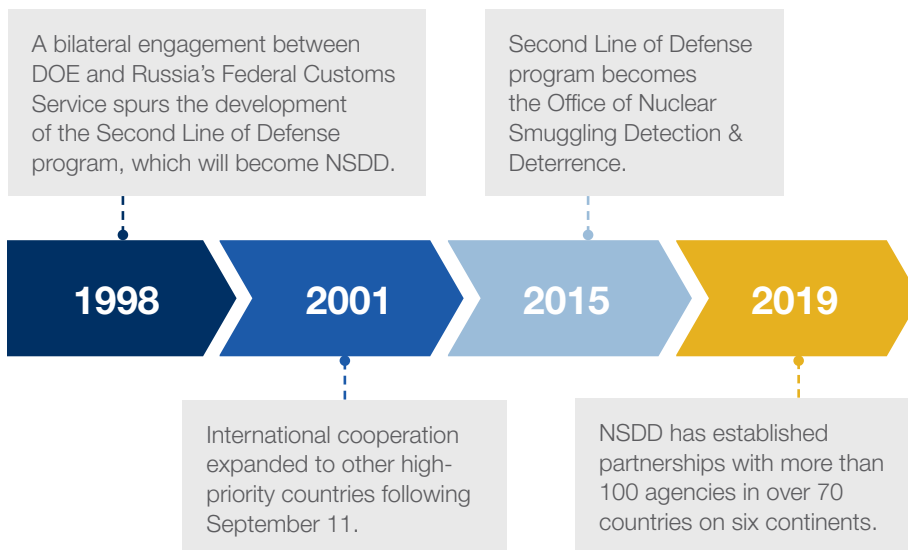 A bilateral engagement between
DOE and Russia's Federal Customs
Service spurs the development
of the Second Line of Defense
program, which will become NSDD.
Second Line of Defense
program becomes
the Office of Nuclear
Smuggling Detection &
Deterrence.
1998
2001
2015
2019
International cooperation
expanded to other high-
priority countries following
September 11.
NSDD has established
partnerships with more than
100 agencies in over 70
countries on six continents.